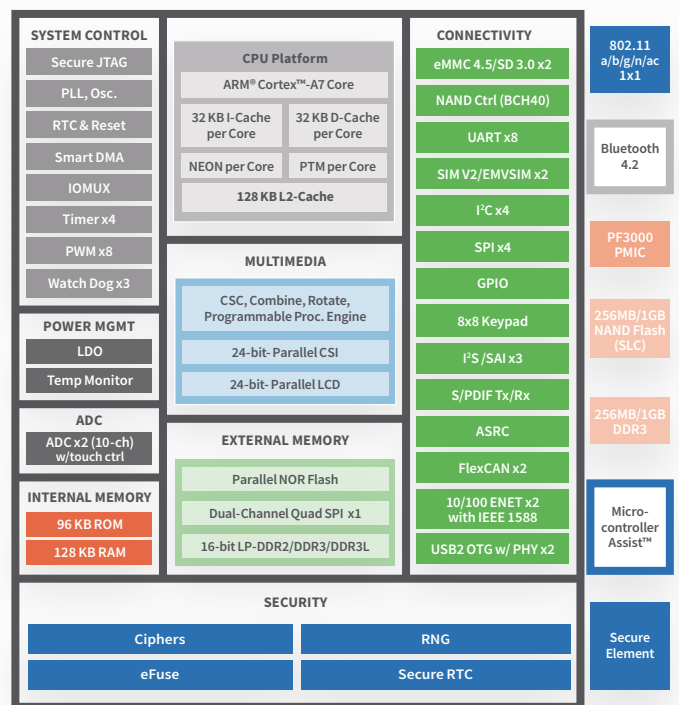 SYSTEM CONTROL
Secure JTAG
PLL, Osc.
RTC & Reset
Smart DMA
IOMUX
Timer x4
PWM x8
Watch Dog x3
POWER MGMT
LDO
Temp Monitor
ADC
ADC x2 (10-ch)
w/touch ctrl
INTERNAL MEMORY
96 KB ROM
128 KB RAM
CPU Platform
ARM® Cortex™-A7 Core
32 KB I-Cache
per Core
32 KB D-Cache
per Core
NEON per Core
PTM per Core
128 KB L2-Cache
MULTIMEDIA
CSC, Combine, Rotate,
Programmable Proc. Engine
24-bit- Parallel CSI
24-bit- Parallel LCD
EXTERNAL MEMORY
Parallel NOR Flash
Dual-Channel Quad SPI x1
16-bit LP-DDR2/DDR3/DDR3L
CONNECTIVITY
eMMC 4.5/SD 3.0 x2
NAND Ctrl (BCH40)
UART x8
SIM V2/EMVSIM x2
I²C x4
SPI x4
GPIO
8x8 Keypad
I²S /SAI x3
S/PDIF Tx/Rx
ASRC
FlexCAN x2
10/100 ENET x2
with IEEE 1588
USB2 OTG w/ PHY x2
SECURITY
Ciphers
RNG
eFuse
Secure RTC
802.11
a/b/g/n/ac
1x1
Bluetooth
4.2
PF3000
PMIC
256MB/1GB
NAND Flash
(SLC)
256MB/1GB
DDR3
Micro-
controller
Assist™
Secure
Element